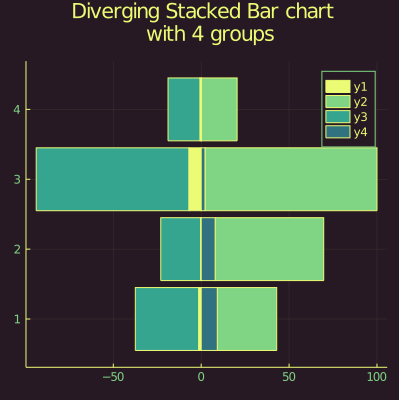 Diverging Stacked Bar chart
with 4 groups
y1
y2
y3
y4
4
3
2
1
−50 0 50 100